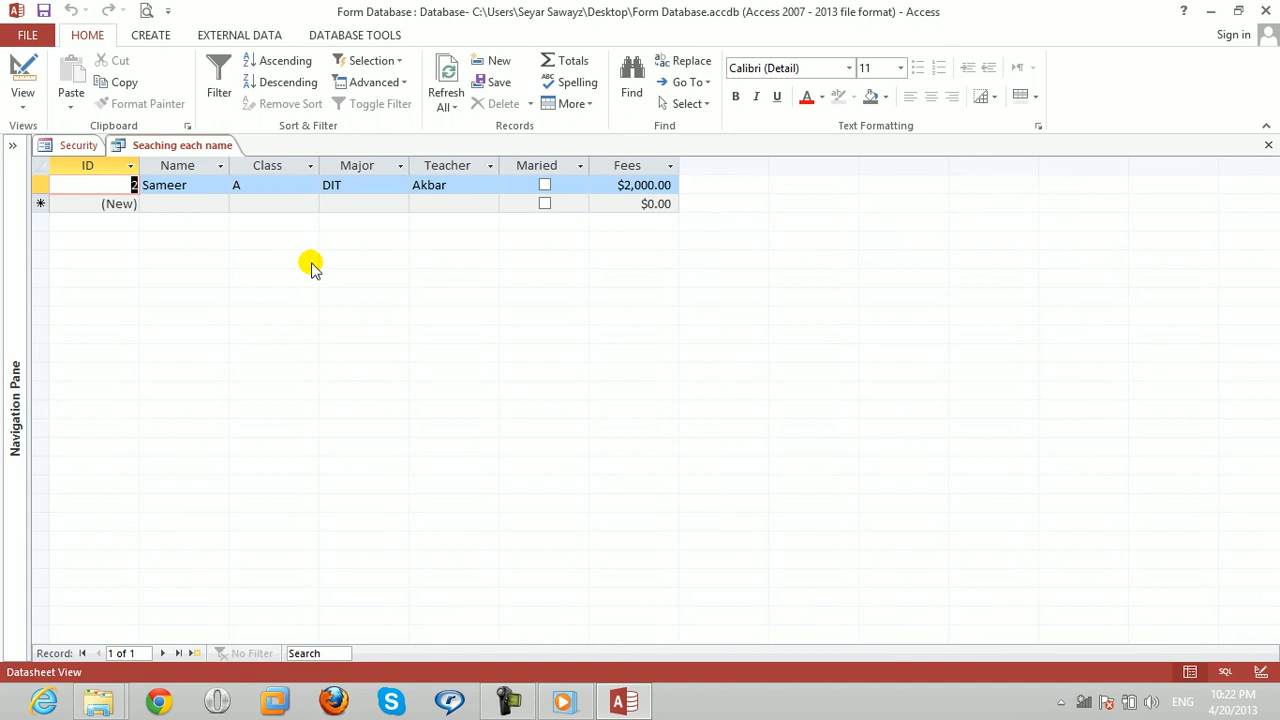 Form Database : Database- C:\Users\Seyar Sawayz\Desktop\Form Database.accdb (Access 2007 - 2013 file format) - Access
?
FILE HOME CREATE EXTERNAL DATA DATABASE TOOLS Sign in
View
Paste
Cut
Copy
Format Painter
Filter
Ascending
Descending
Remove Sort
Selection
Advanced
Toggle Filter
Refresh
All
New
Save
Delete
Totals
Spelling
More
Find
Replace
Go To
Select
Calibri (Detail) 11
B I U A
Views Clipboard Sort & Filter Records Find Text Formatting
Security Seaching each name
ID Name Class Major Teacher Maried Fees
2 Sameer A DIT Akbar $2,000.00
(New) $0.00
Navigation Pane
Record: 1 of 1 No Filter Search
Datasheet View SQL
ENG
10:22 PM
4/20/2013